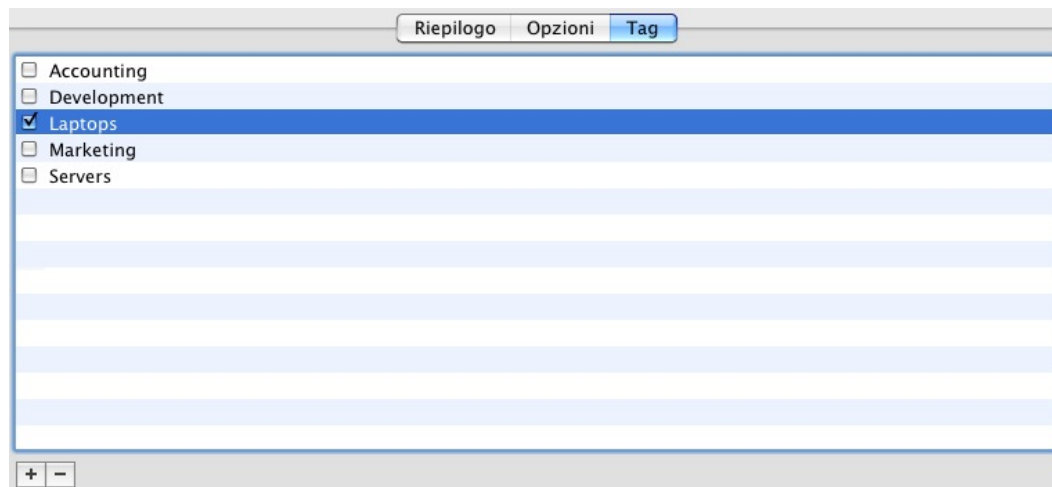 Riepilogo Opzioni Tag
Accounting
Development
Laptops
Marketing
Servers
+ −